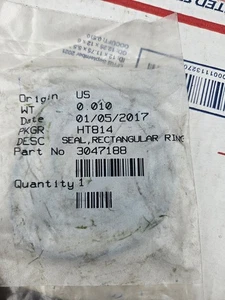 Origin US
WT 0.010
Date 01/05/2017
PKGR HT814
DESC SEAL,RECTANGULAR RING
Part No 3047188
Quantity 1